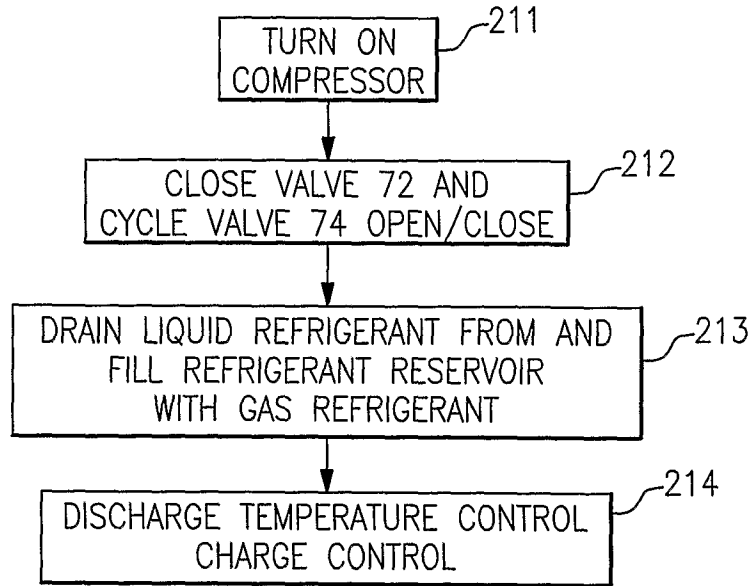 TURN ON
COMPRESSOR
211
CLOSE VALVE 72 AND
CYCLE VALVE 74 OPEN/CLOSE
212
DRAIN LIQUID REFRIGERANT FROM AND
FILL REFRIGERANT RESERVOIR
WITH GAS REFRIGERANT
213
DISCHARGE TEMPERATURE CONTROL
CHARGE CONTROL
214